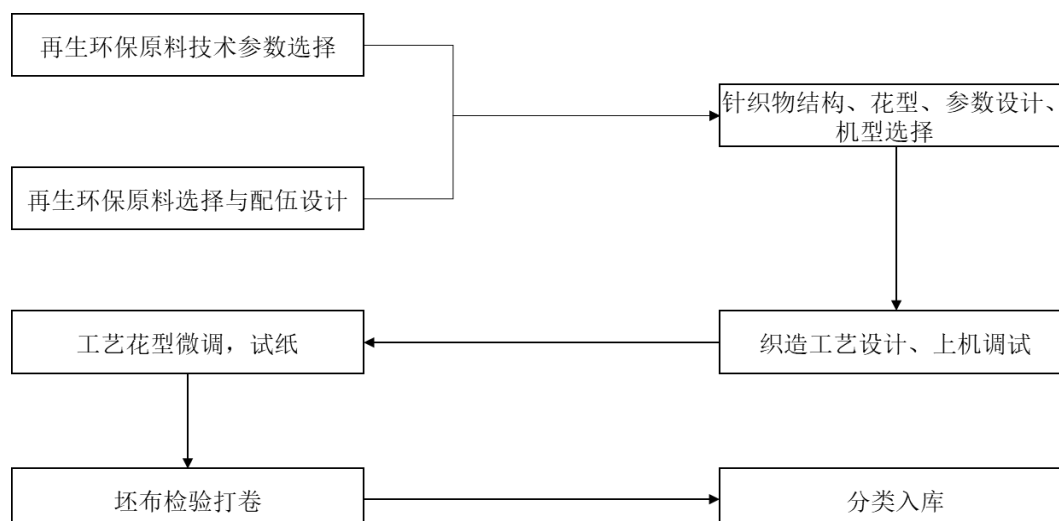 再生环保原料技术参数选择
针织物结构、花型、参数设计、
机型选择
再生环保原料选择与配伍设计
工艺花型微调，试纸
织造工艺设计、上机调试
坯布检验打卷
分类入库